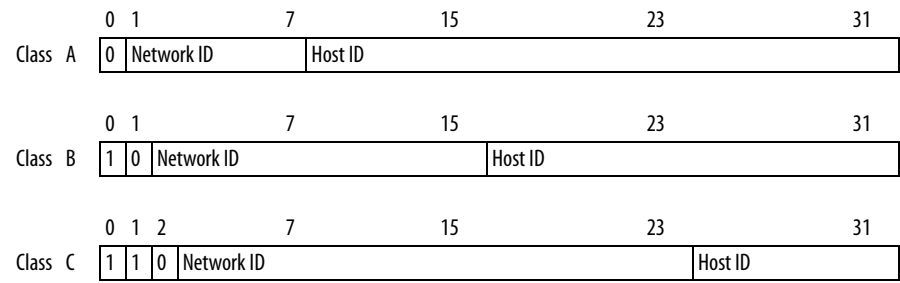 0 1 7 15 23 31
Class A 0 Network ID Host ID
0 1 7 15 23 31
Class B 1 0 Network ID Host ID
0 1 2 7 15 23 31
Class C 1 1 0 Network ID Host ID